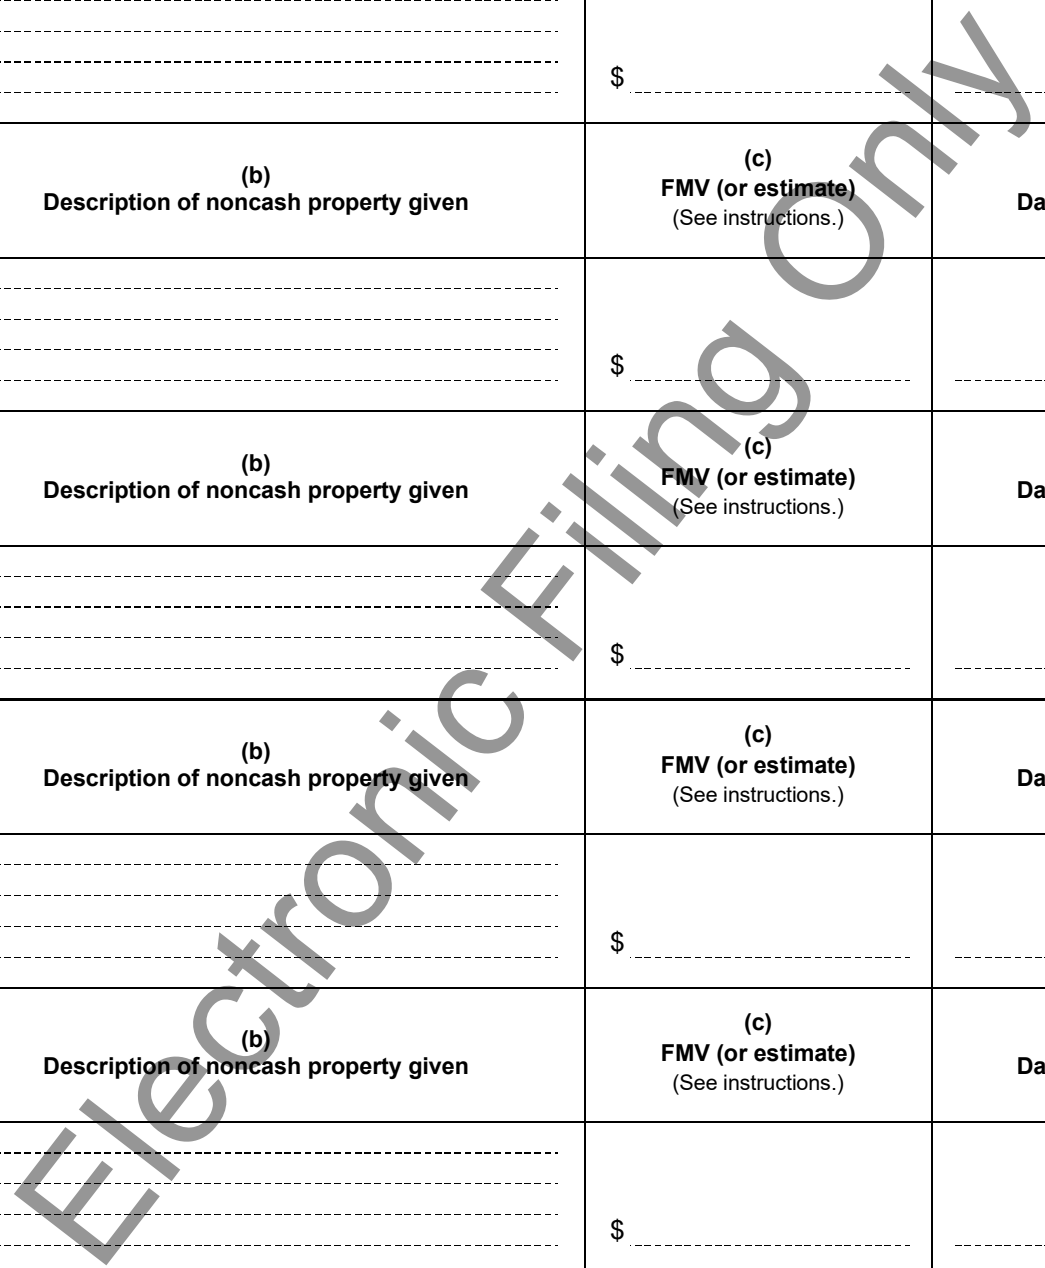 $
(b)
Description of noncash property given
(c)
FMV (or estimate)
(See instructions.)
Da
$
(b)
Description of noncash property given
(c)
FMV (or estimate)
(See instructions.)
Da
$
(b)
Description of noncash property given
(c)
FMV (or estimate)
(See instructions.)
Da
$
(b)
Description of noncash property given
(c)
FMV (or estimate)
(See instructions.)
Da
$
Electronic Filing Only